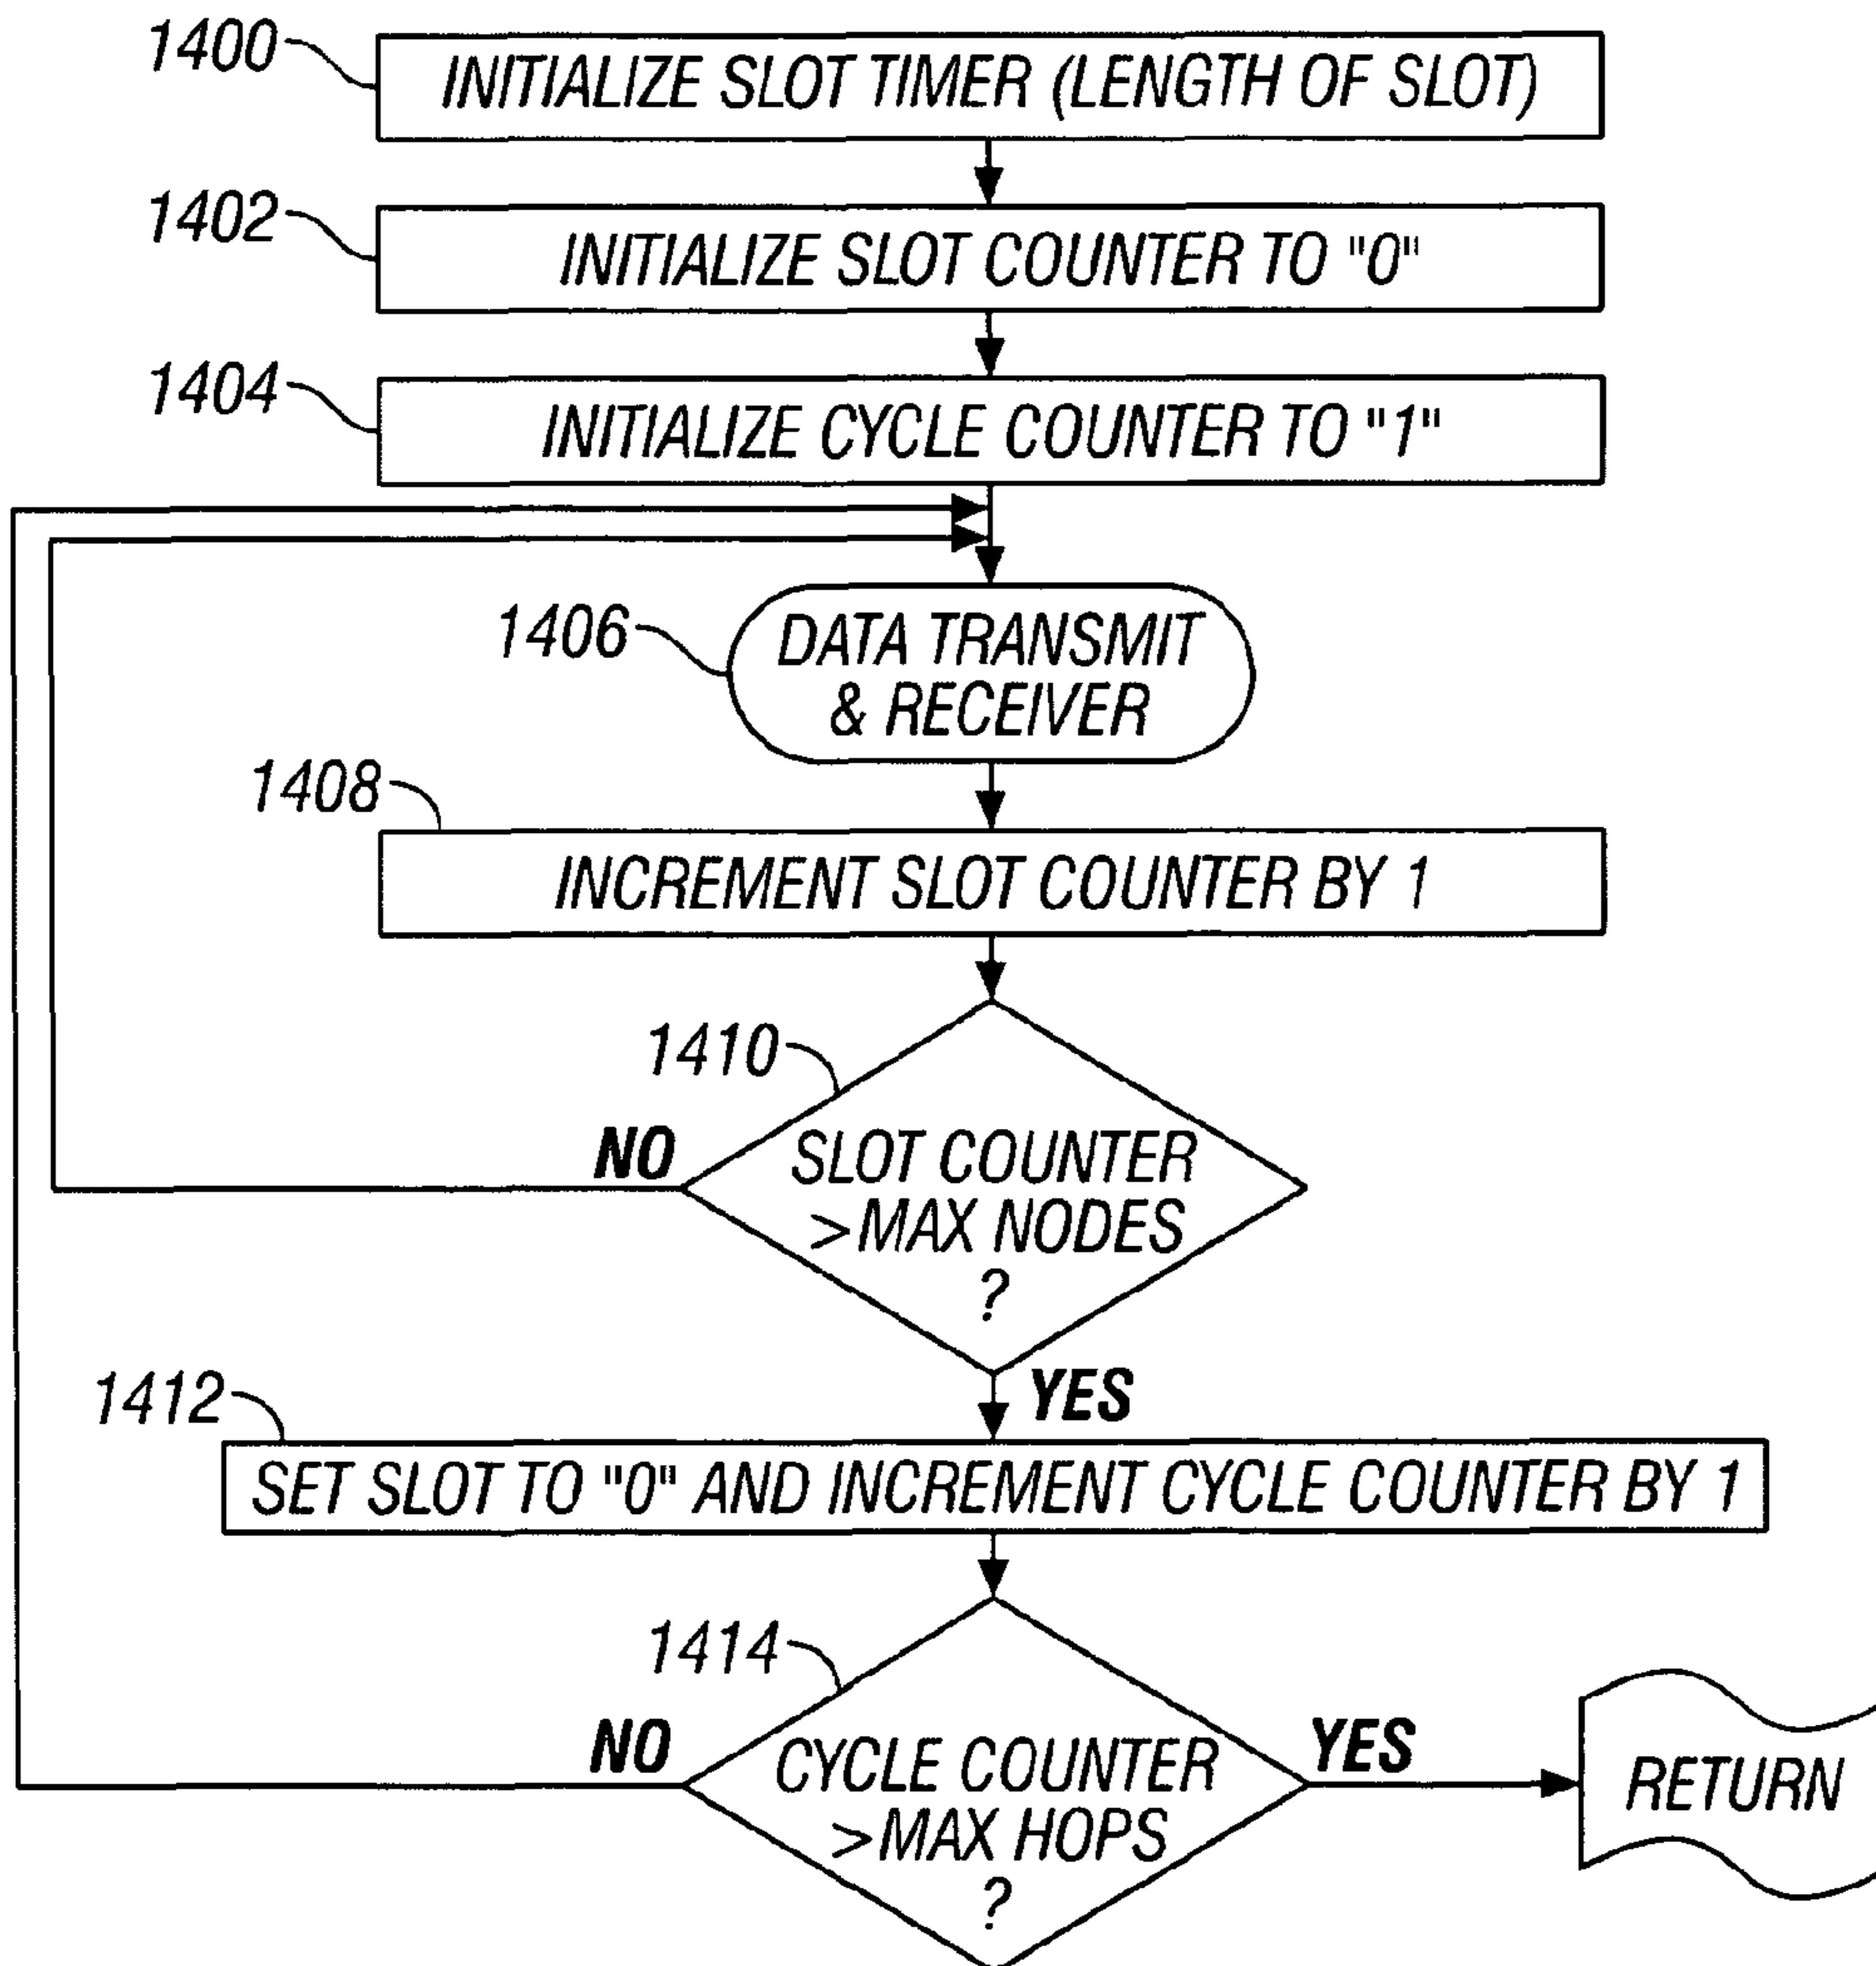 1400
INITIALIZE SLOT TIMER (LENGTH OF SLOT)
1402
INITIALIZE SLOT COUNTER TO "0"
1404
INITIALIZE CYCLE COUNTER TO "1"
1406
DATA TRANSMIT
& RECEIVER
1408
INCREMENT SLOT COUNTER BY 1
1410
NO
SLOT COUNTER
>MAX NODES
?
YES
1412
SET SLOT TO "0" AND INCREMENT CYCLE COUNTER BY 1
1414
NO
CYCLE COUNTER
>MAX HOPS
?
YES
RETURN